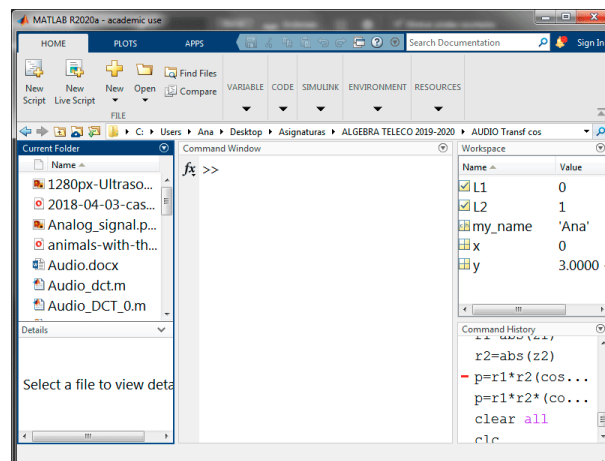 MATLAB R2020a - academic use
HOME PLOTS APPS Search Documentation Sign In
New Script New Live Script New Open Find Files Compare VARIABLE CODE SIMULINK ENVIRONMENT RESOURCES
FILE
C: Users Ana Desktop Asignaturas ALGEBRA TELECO 2019-2020 AUDIO Transf cos
Current Folder
Name
1280px-Ultraso...
2018-04-03-cas...
Analog_signal.p...
animals-with-th...
Audio.docx
Audio_dct.m
Audio_DCT_0.m
Details
Select a file to view deta
Command Window
fx >>
Workspace
Name Value
L1 0
L2 1
my_name 'Ana'
x 0
y 3.0000
Command History
r1=abs(z1)
r2=abs(z2)
p=r1*r2(cos...
p=r1*r2*(co...
clear all
clc